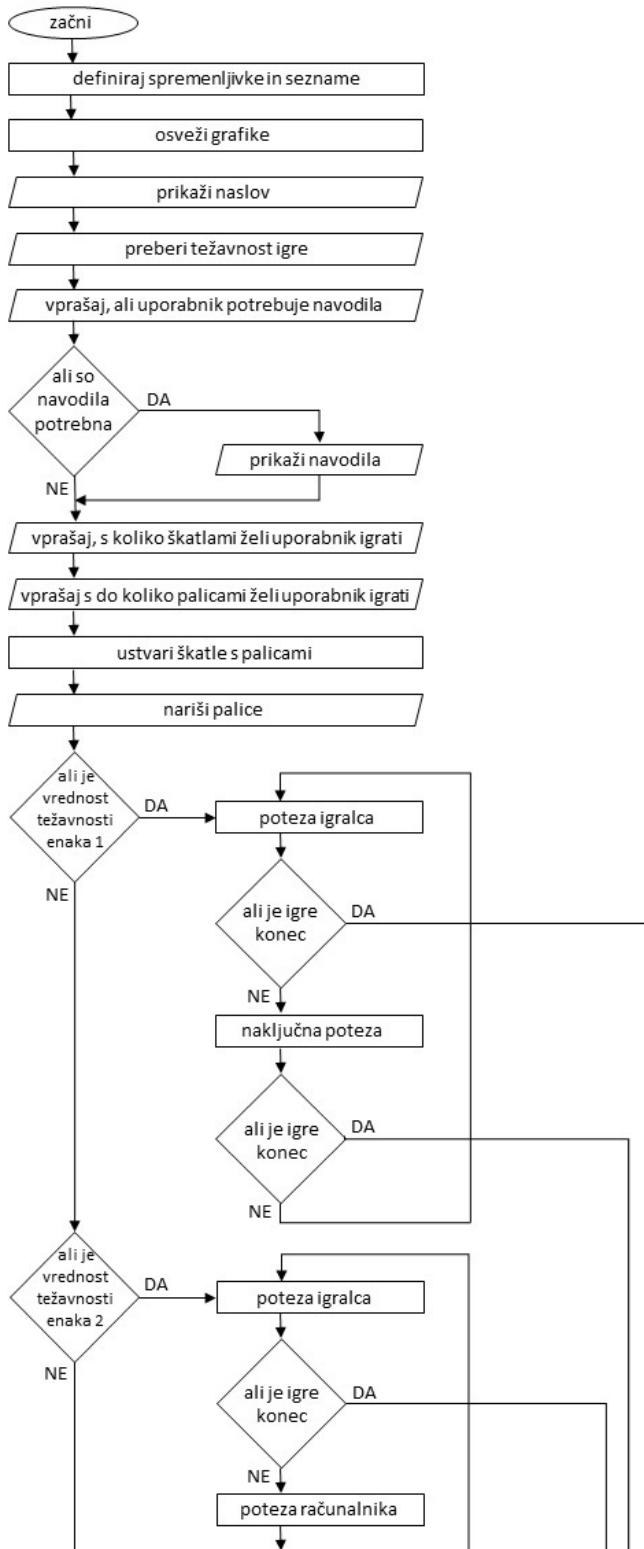 začni
definiraj spremenljivke in sezname
osveži grafike
prikaži naslov
preberi težavnost igre
vprašaj, ali uporabnik potrebuje navodila
ali so
navodila
potrebna
DA
prikaži navodila
NE
vprašaj, s koliko škatlami želi uporabnik igrati
vprašaj s do koliko palicami želi uporabnik igrati
ustvari škatle s palicami
nariši palice
ali je
vrednost
težavnosti
enaka 1
DA
poteza igralca
NE
ali je igre
konec
DA
NE
naključna poteza
ali je igre
konec
DA
NE
ali je
vrednost
težavnosti
enaka 2
DA
poteza igralca
NE
ali je igre
konec
DA
NE
poteza računalnika